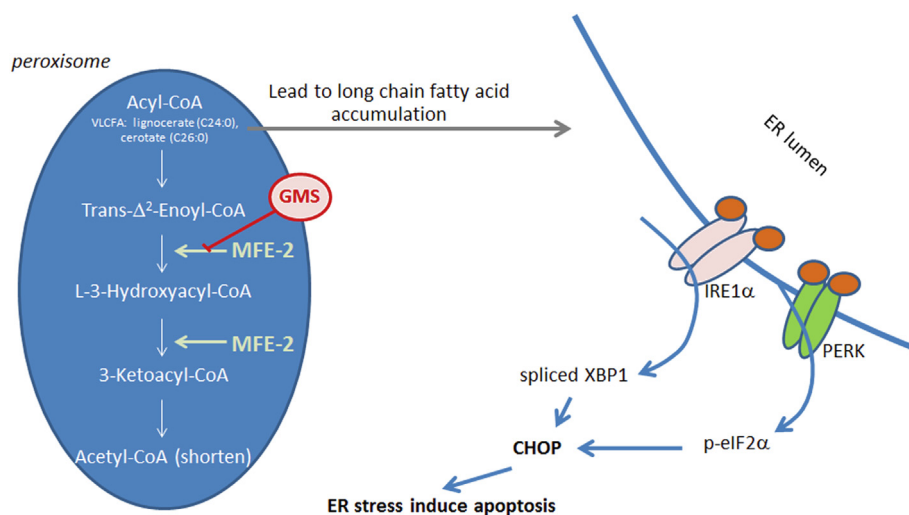 peroxisome
Acyl-CoA
VLCFA: lignocerate (C24:0),
cerotate (C26:0)
Trans-Δ²-Enoyl-CoA
GMS
MFE-2
L-3-Hydroxyacyl-CoA
MFE-2
3-Ketoacyl-CoA
Acetyl-CoA (shorten)
Lead to long chain fatty acid
accumulation
ER lumen
IRE1α
PERK
spliced XBP1
CHOP
p-eIF2α
ER stress induce apoptosis